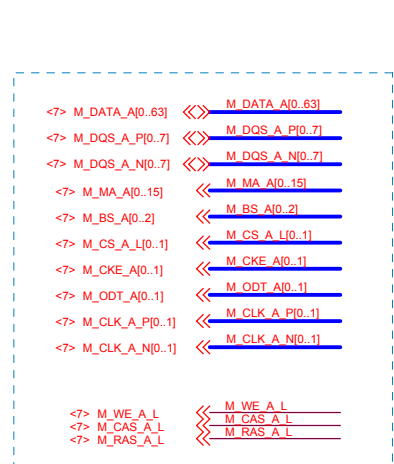 <7> M_DATA_A[0..63] M_DATA_A[0..63]
<7> M_DQS_A_P[0..7] M_DQS_A_P[0..7]
<7> M_DQS_A_N[0..7] M_DQS_A_N[0..7]
<7> M_MA_A[0..15] M_MA_A[0..15]
<7> M_BS_A[0..2] M_BS_A[0..2]
<7> M_CS_A_L[0..1] M_CS_A_L[0..1]
<7> M_CKE_A[0..1] M_CKE_A[0..1]
<7> M_ODT_A[0..1] M_ODT_A[0..1]
<7> M_CLK_A_P[0..1] M_CLK_A_P[0..1]
<7> M_CLK_A_N[0..1] M_CLK_A_N[0..1]
<7> M_WE_A_L M_WE_A_L
<7> M_CAS_A_L M_CAS_A_L
<7> M_RAS_A_L M_RAS_A_L